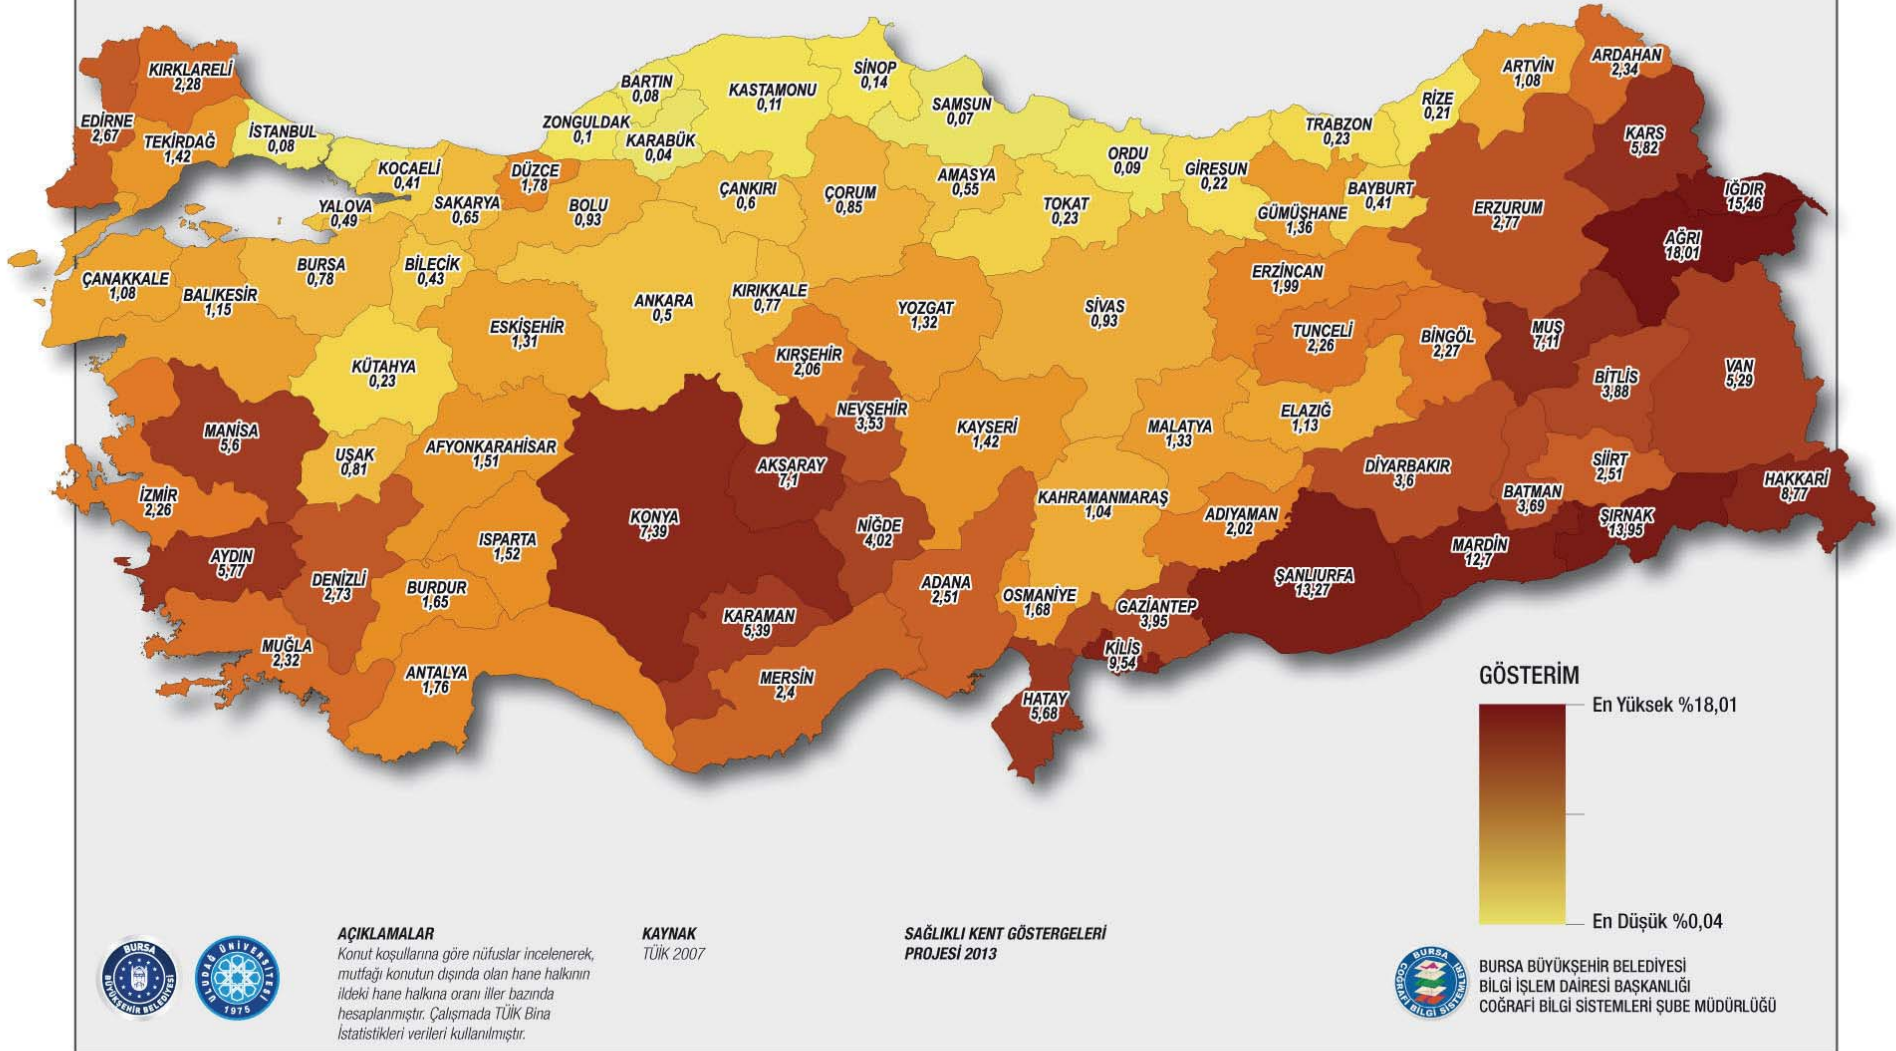 KIRKLARELİ
2,28
EDİRNE
2,67
TEKİRDAĞ
1,42
İSTANBUL
0,08
KOCAELİ
0,41
YALOVA
0,49
SAKARYA
0,65
DÜZCE
1,78
BOLU
0,93
ZONGULDAK
0,1
BARTIN
0,08
KARABÜK
0,04
KASTAMONU
0,11
SİNOP
0,14
SAMSUN
0,07
ÇANKIRI
0,6
ÇORUM
0,85
AMASYA
0,55
TOKAT
0,23
ORDU
0,09
GİRESUN
0,22
TRABZON
0,23
RİZE
0,21
ARTVİN
1,08
ARDAHAN
2,34
KARS
5,82
IĞDIR
15,46
AĞRI
18,01
ERZURUM
2,77
BAYBURT
0,41
GÜMÜŞHANE
1,36
ERZİNCAN
1,99
ÇANAKKALE
1,08
BALIKESİR
1,15
BURSA
0,78
BİLECİK
0,43
ESKİŞEHİR
1,31
ANKARA
0,5
KIRIKKALE
0,77
YOZGAT
1,32
SİVAS
0,93
TUNCELİ
2,26
BİNGÖL
2,27
MUŞ
7,11
BİTLİS
3,88
VAN
5,29
KÜTAHYA
0,23
KIRŞEHİR
2,06
NEVŞEHİR
3,53
KAYSERİ
1,42
MALATYA
1,33
ELAZIĞ
1,13
MANİSA
5,6
UŞAK
0,81
AFYONKARAHİSAR
1,51
AKSARAY
7,1
DİYARBAKIR
3,6
BATMAN
3,69
SİİRT
2,51
HAKKARİ
8,77
ŞIRNAK
13,95
MARDİN
12,7
ŞANLIURFA
13,27
ADIYAMAN
2,02
KAHRAMANMARAŞ
1,04
İZMİR
2,26
AYDIN
5,77
DENİZLİ
2,73
ISPARTA
1,52
BURDUR
1,65
KONYA
7,39
NİĞDE
4,02
KARAMAN
5,39
ADANA
2,51
OSMANİYE
1,68
GAZİANTEP
3,95
KİLİS
9,54
HATAY
5,68
MUĞLA
2,32
ANTALYA
1,76
MERSİN
2,4
GÖSTERİM
En Yüksek %18,01
En Düşük %0,04
BURSA
BÜYÜKŞEHİR BELEDİYESİ
ULUDAĞ ÜNİVERSİTESİ
1975
AÇIKLAMALAR
Konut koşullarına göre nüfuslar incelenerek,
mutfağı konutun dışında olan hane halkının
ildeki hane halkına oranı iller bazında
hesaplanmıştır. Çalışmada TÜİK Bina
İstatistikleri verileri kullanılmıştır.
KAYNAK
TÜİK 2007
SAĞLIKLI KENT GÖSTERGELERİ
PROJESİ 2013
BURSA
COĞRAFİ BİLGİ SİSTEMLERİ
BURSA BÜYÜKŞEHİR BELEDİYESİ
BİLGİ İŞLEM DAİRESİ BAŞKANLIĞI
COĞRAFİ BİLGİ SİSTEMLERİ ŞUBE MÜDÜRLÜĞÜ